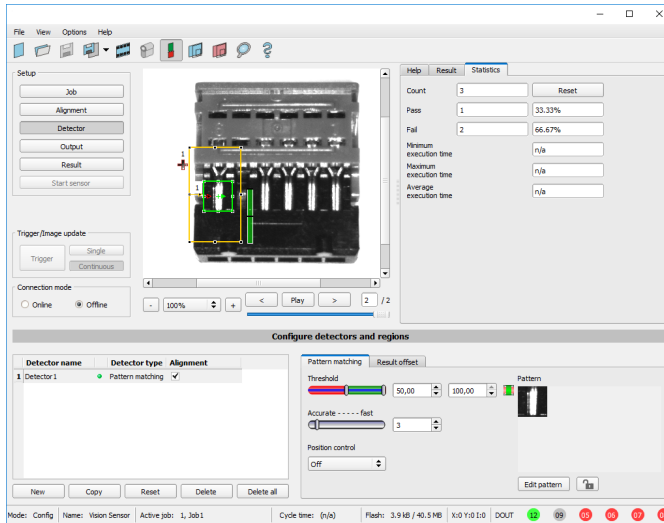 File View Options Help
Setup
Job
Alignment
Detector
Output
Result
Start sensor
Trigger/Image update
Trigger
Single
Continuous
Connection mode
Online Offline
1
1
- 100% + < Play > 2 / 2
Help Result Statistics
Count 3 Reset
Pass 1 33.33%
Fail 2 66.67%
Minimum
execution time n/a
Maximum
execution time n/a
Average
execution time n/a
Configure detectors and regions
Detector name Detector type Alignment
1 Detector1 Pattern matching
New Copy Reset Delete Delete all
Pattern matching Result offset
Threshold
50,00 100,00
Accurate - - - - - fast
3
Position control
Off
Pattern
Edit pattern
Mode: Config Name: Vision Sensor Active job: 1, Job1 Cycle time: (n/a) Flash: 3.9 kB / 40.5 MB X:0 Y:0 I:0 DOUT 12 09 05 06 07